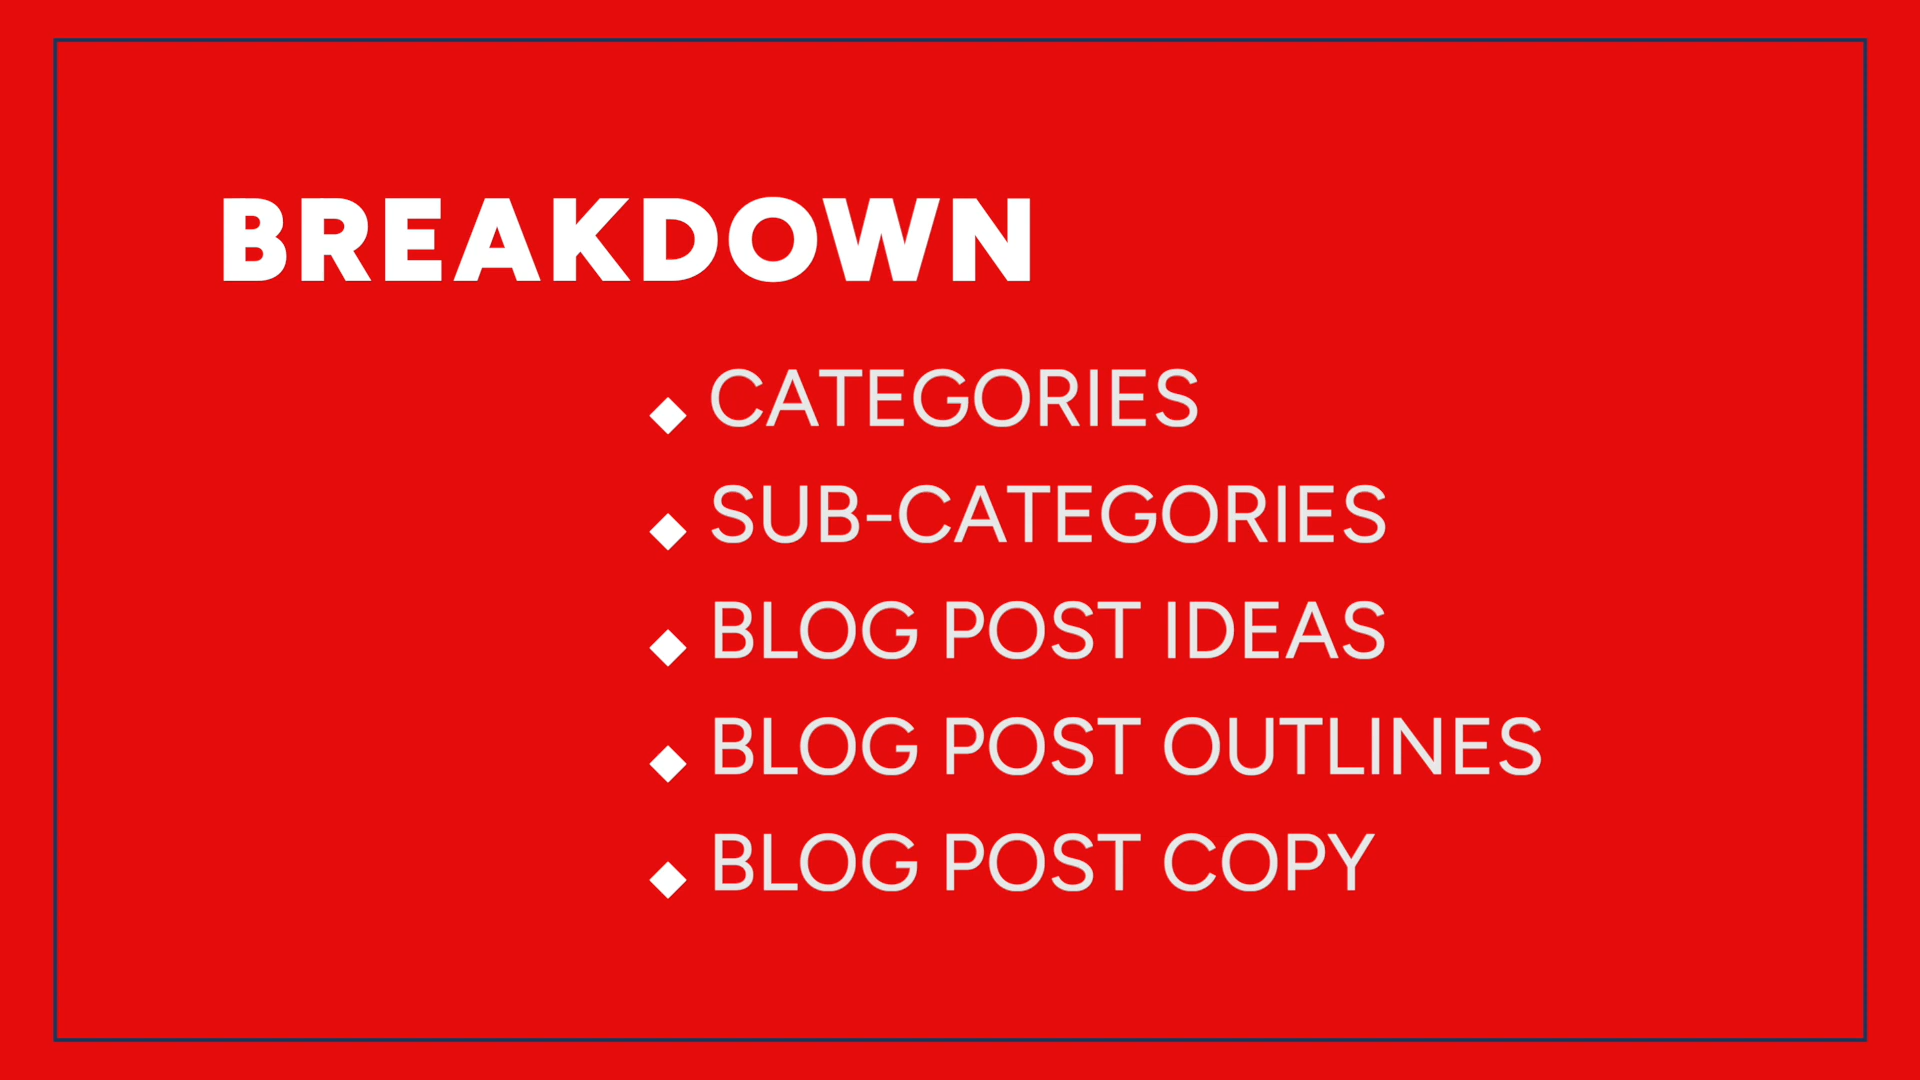 BREAKDOWN
CATEGORIES
SUB-CATEGORIES
BLOG POST IDEAS
BLOG POST OUTLINES
BLOG POST COPY